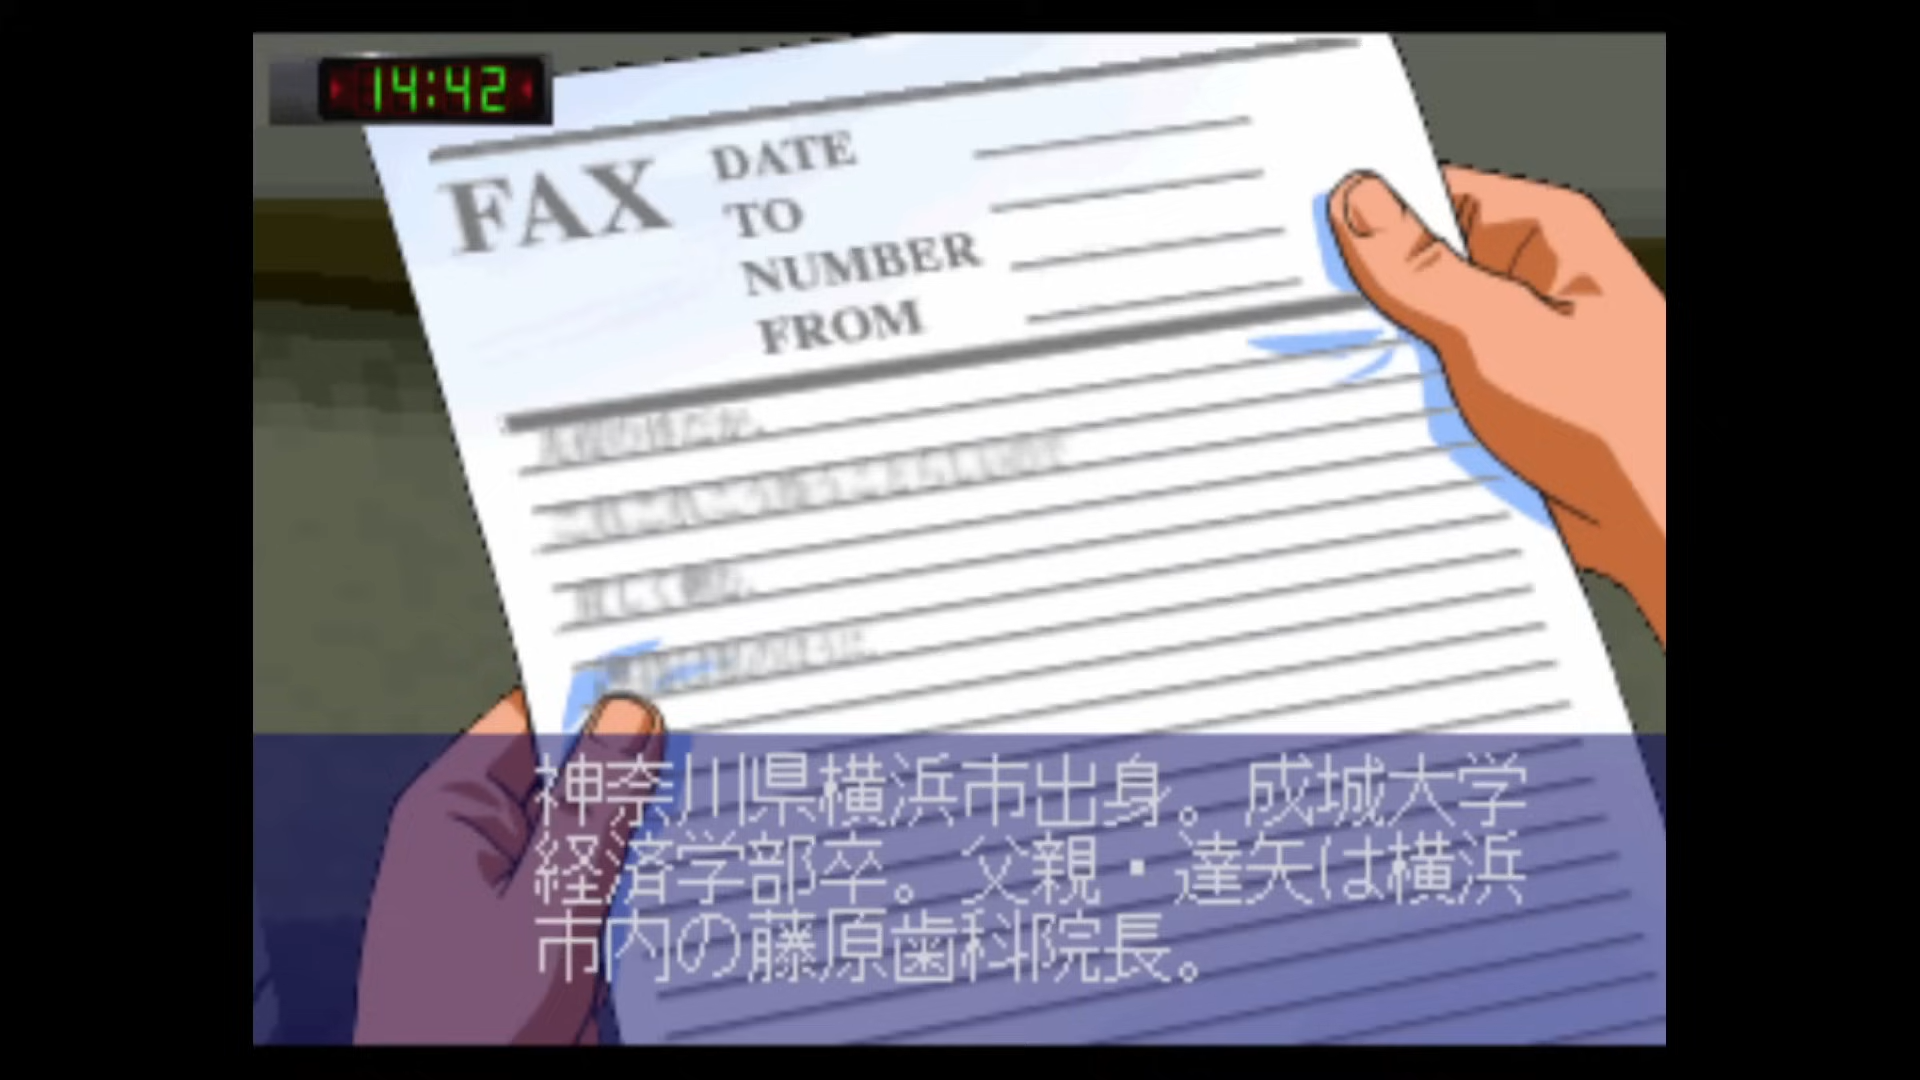 14:42
FAX
DATE
TO
NUMBER
FROM
神奈川県横浜市出身。成城大学
経済学部卒。父親・達矢は横浜
市内の藤原歯科院長。